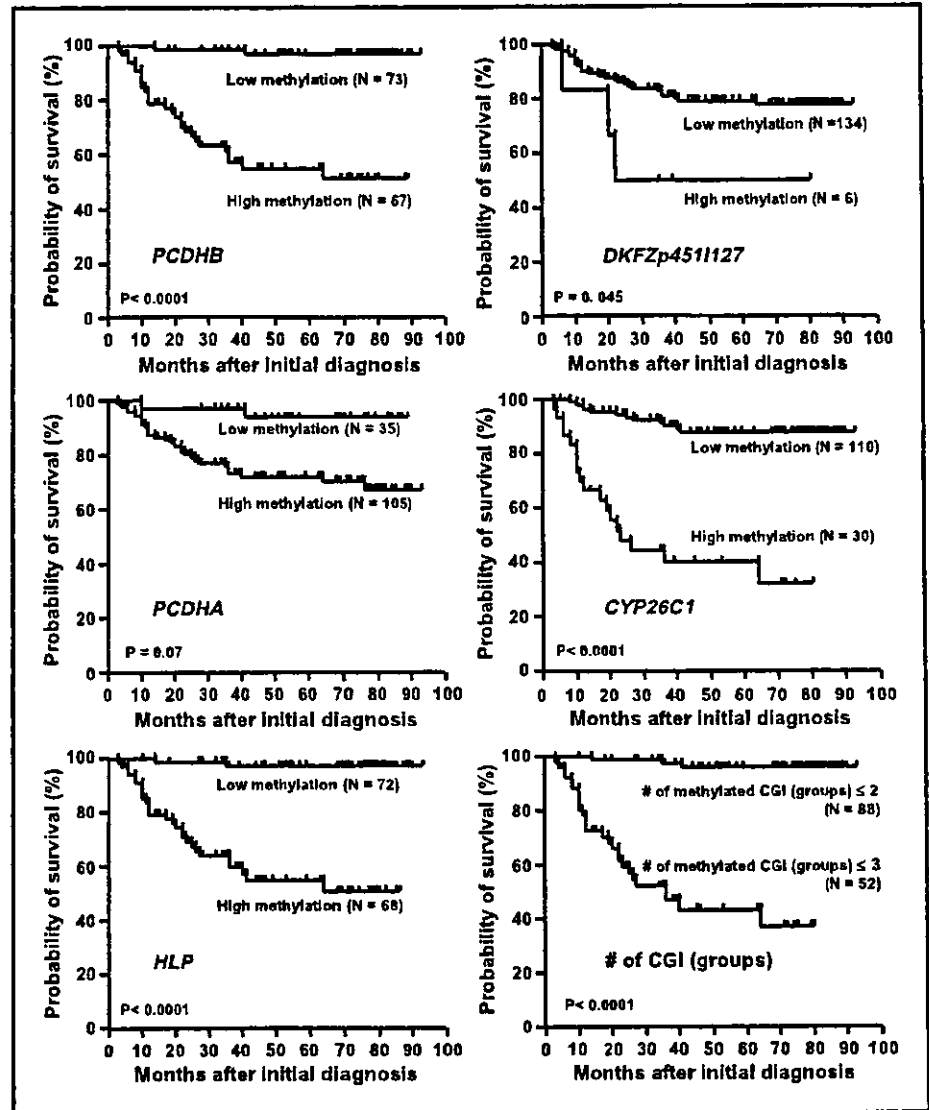 Probability of survival (%)
100
80
60
40
20
0
Low methylation (N = 73)
High methylation (N = 67)
PCDHB
P< 0.0001
0 10 20 30 40 50 60 70 80 90 100
Months after initial diagnosis
Probability of survival (%)
100
80
60
40
20
0
Low methylation (N =134)
High methylation (N = 6)
DKFZp451I127
P = 0.045
0 10 20 30 40 50 60 70 80 90 100
Months after initial diagnosis
Probability of survival (%)
100
80
60
40
20
0
Low methylation (N = 35)
High methylation (N = 105)
PCDHA
P = 0.07
0 10 20 30 40 50 60 70 80 90 100
Months after initial diagnosis
Probability of survival (%)
100
80
60
40
20
0
Low methylation (N = 110)
High methylation (N = 30)
CYP26C1
P< 0.0001
0 10 20 30 40 50 60 70 80 90 100
Months after initial diagnosis
Probability of survival (%)
100
80
60
40
20
0
Low methylation (N = 72)
High methylation (N = 68)
HLP
P< 0.0001
0 10 20 30 40 50 60 70 80 90 100
Months after initial diagnosis
Probability of survival (%)
100
80
60
40
20
0
# of methylated CGI (groups) ≤ 2
(N = 88)
# of methylated CGI (groups) ≤ 3
(N = 52)
# of CGI (groups)
P< 0.0001
0 10 20 30 40 50 60 70 80 90 100
Months after initial diagnosis